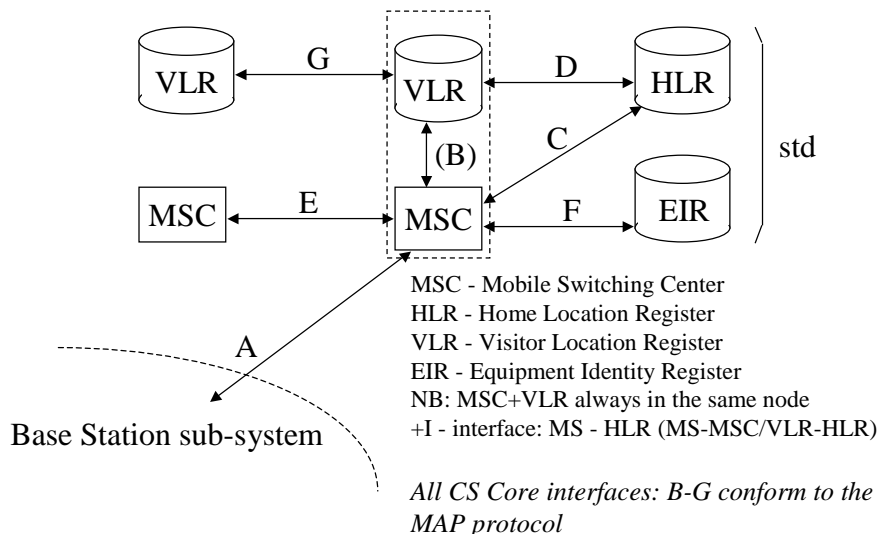 G
D
VLR
VLR
HLR
(B)
C
std
E
F
MSC
MSC
EIR
MSC - Mobile Switching Center
HLR - Home Location Register
VLR - Visitor Location Register
A
EIR - Equipment Identity Register
NB: MSC+VLR always in the same node
Base Station sub-system
+I - interface: MS - HLR (MS-MSC/VLR-HLR)
All CS Core interfaces: B-G conform to the
MAP protocol